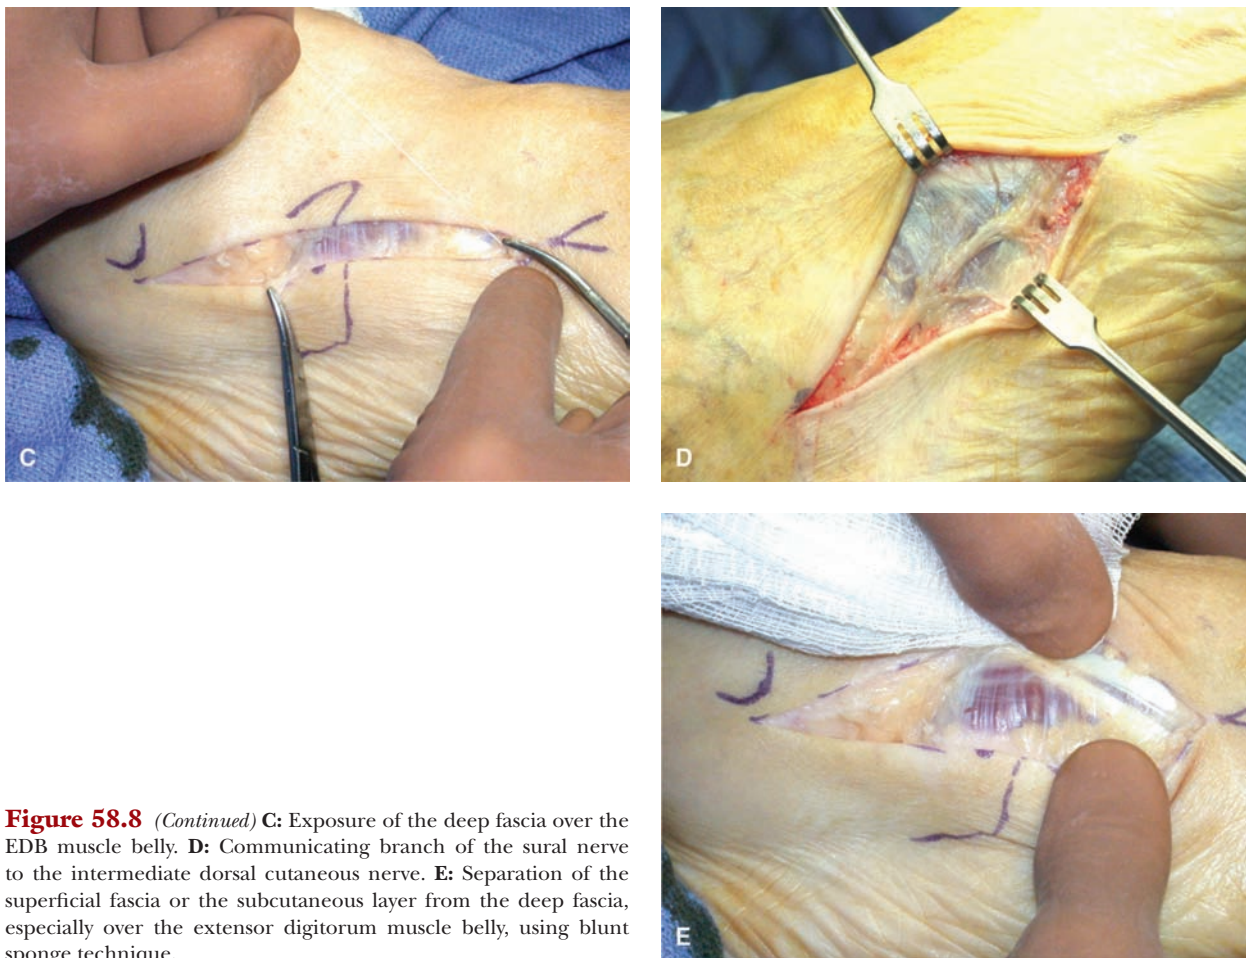 C
D
E
Figure 58.8 (Continued) C: Exposure of the deep fascia over the
EDB muscle belly. D: Communicating branch of the sural nerve
to the intermediate dorsal cutaneous nerve. E: Separation of the
superficial fascia or the subcutaneous layer from the deep fascia,
especially over the extensor digitorum muscle belly, using blunt
sponge technique